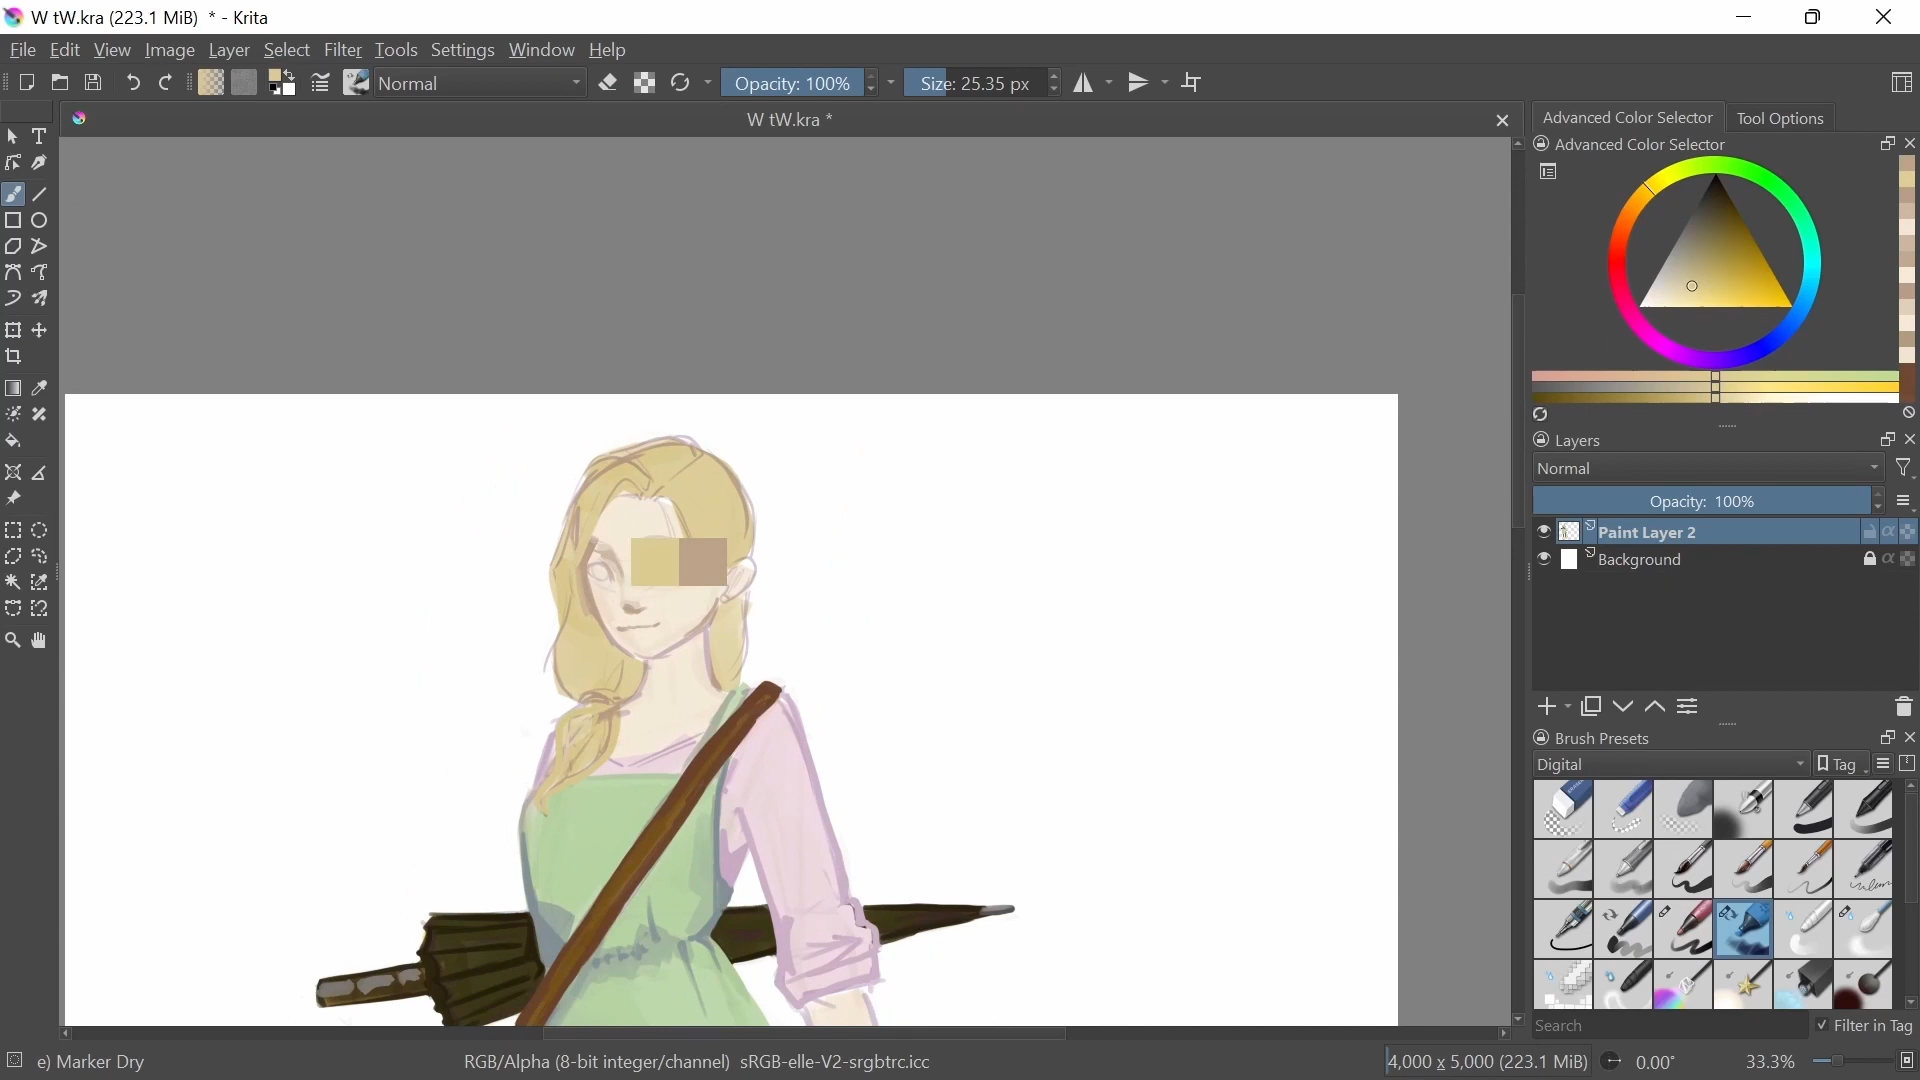 W tW.kra (223.1 MiB) * - Krita
File Edit View Image Layer Select Filter Tools Settings Window Help
Normal
Opacity: 100%
Size: 25.35 px
W tW.kra *
Advanced Color Selector
Tool Options
Advanced Color Selector
Layers
Normal
Opacity: 100%
Paint Layer 2
Background
Brush Presets
Digital
Tag
Search
Filter in Tag
e) Marker Dry
RGB/Alpha (8-bit integer/channel) sRGB-elle-V2-srgbtrc.icc
4,000 x 5,000 (223.1 MiB)
0.00°
33.3%